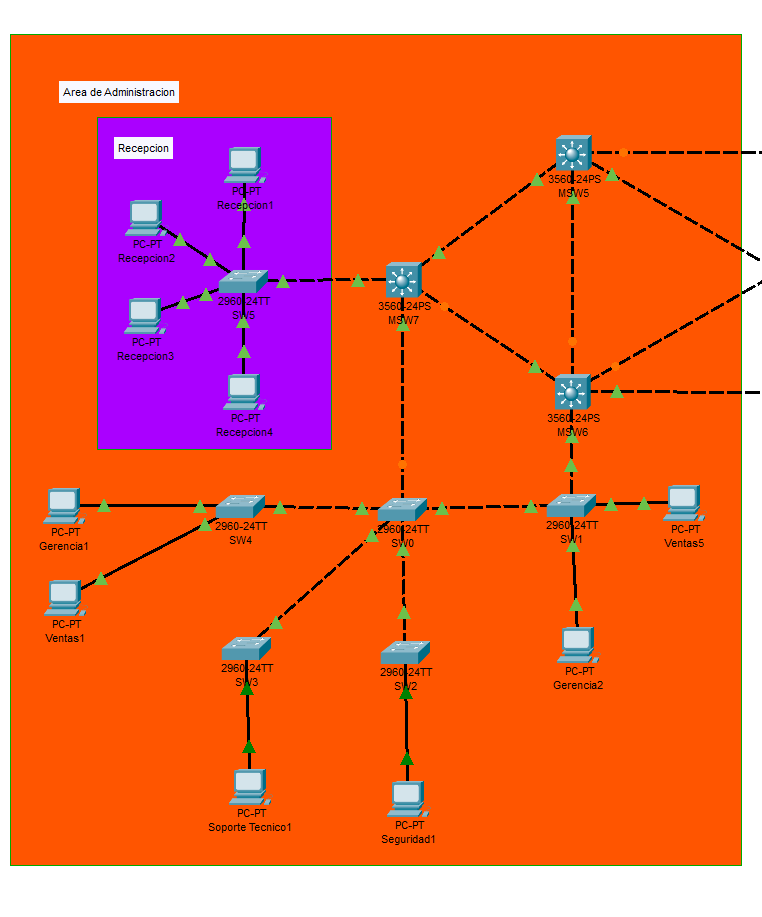 Area de Administracion
Recepcion
PC-PT
Recepcion1
3560-24PS
MSW5
PC-PT
Recepcion2
2960-24TT
SW5
3560-24PS
MSW7
PC-PT
Recepcion3
PC-PT
Recepcion4
3560-24PS
MSW6
PC-PT
Gerencia1
2960-24TT
SW4
2960-24TT
SW0
2960-24TT
SW1
PC-PT
Ventas5
PC-PT
Ventas1
2960-24TT
SW3
2960-24TT
SW2
PC-PT
Gerencia2
PC-PT
Soporte Tecnico1
PC-PT
Seguridad1